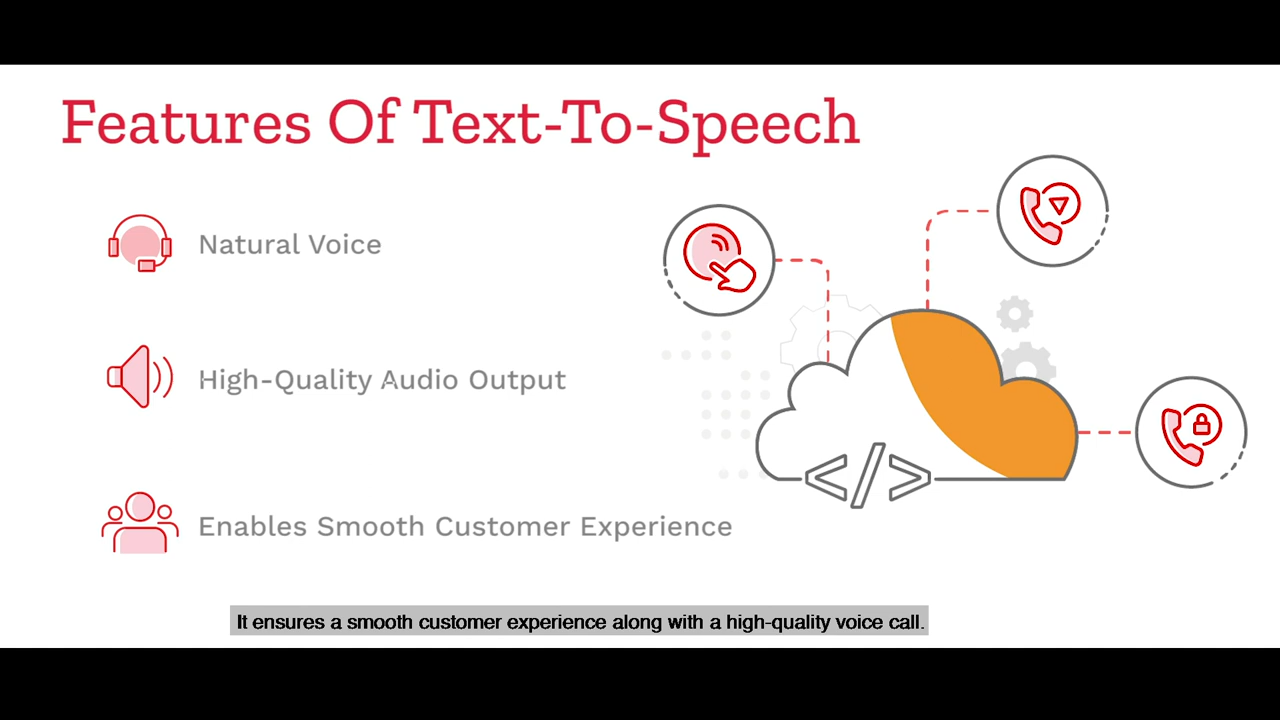 Features Of Text-To-Speech
Natural Voice
High-Quality Audio Output
Enables Smooth Customer Experience
</>
It ensures a smooth customer experience along with a high-quality voice call.